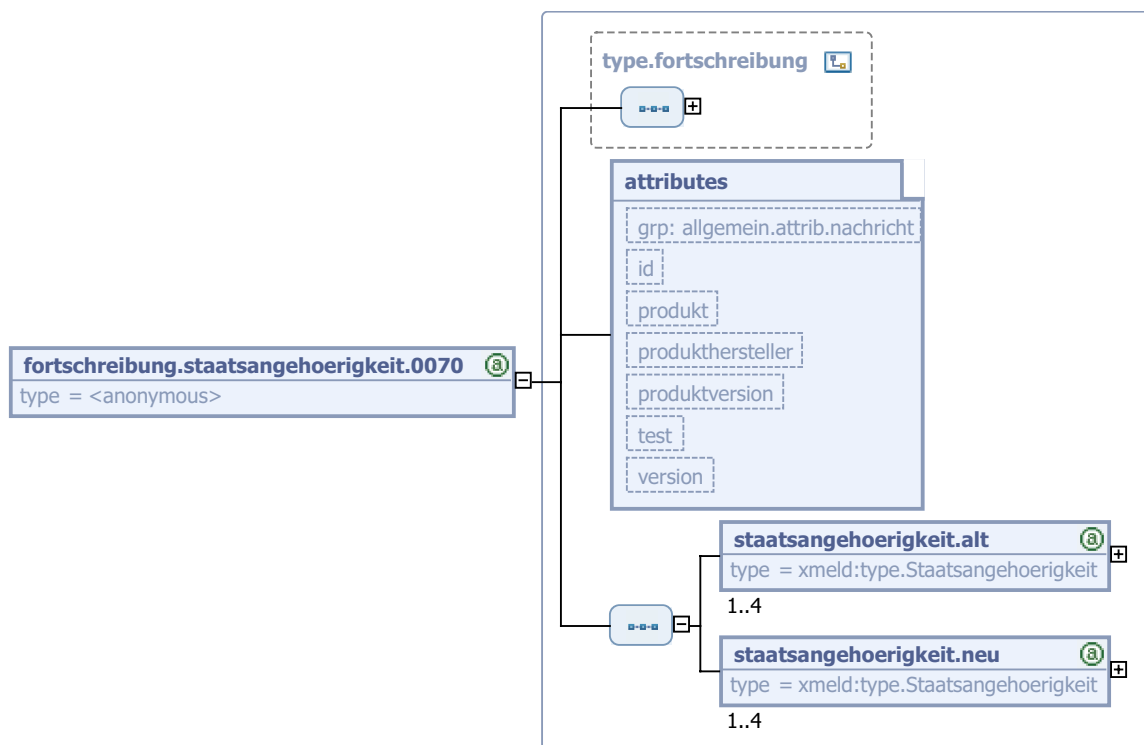 type.fortschreibung
attributes
grp: allgemein.attrib.nachricht
id
produkt
produkthersteller
produktversion
test
version
fortschreibung.staatsangehoerigkeit.0070 @
type = <anonymous>
staatsangehoerigkeit.alt @
type = xmeld:type.Staatsangehoerigkeit
1..4
staatsangehoerigkeit.neu @
type = xmeld:type.Staatsangehoerigkeit
1..4